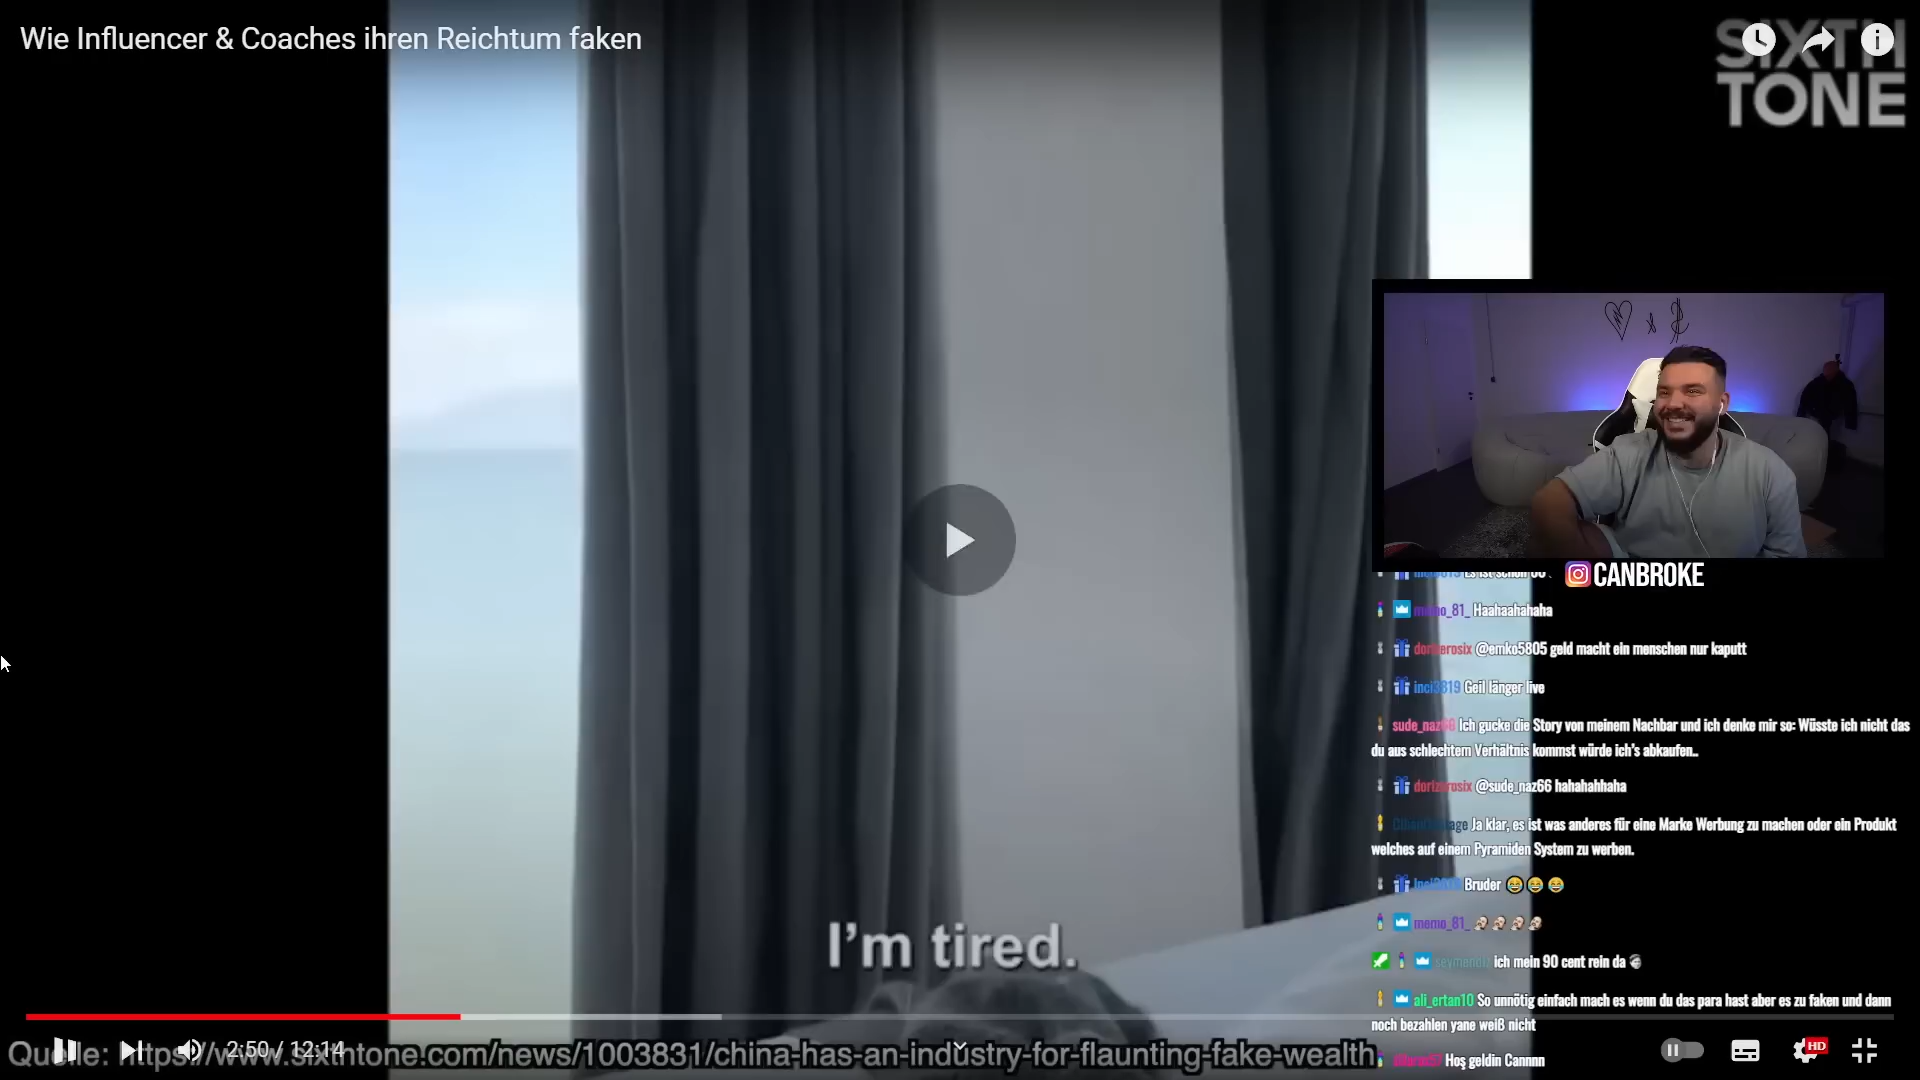 Wie Influencer & Coaches ihren Reichtum faken
SIXTH
TONE
CANBROKE
memo_81_ Haahaahahaha
@emko5805 geld macht ein menschen nur kaputt
inci3819 Geil länger live
sude_naz66 Ich gucke die Story von meinem Nachbar und ich denke mir so: Wüsste ich nicht das
du aus schlechtem Verhältnis kommst würde ich's abkaufen..
@sude_naz66 hahahahhaha
Ja klar, es ist was anderes für eine Marke Werbung zu machen oder ein Produkt
welches auf einem Pyramiden System zu werben.
Bruder 😂😂😂
memo_81_
ich mein 90 cent rein da
ali_ertan10 So unnötig einfach mach es wenn du das para hast aber es zu faken und dann
noch bezahlen yane weiß nicht
Hoş geldin Cannnn
I'm tired.
2:50 / 12:14
HD
Quelle: https://www.sixthtone.com/news/1003831/china-has-an-industry-for-flaunting-fake-wealth